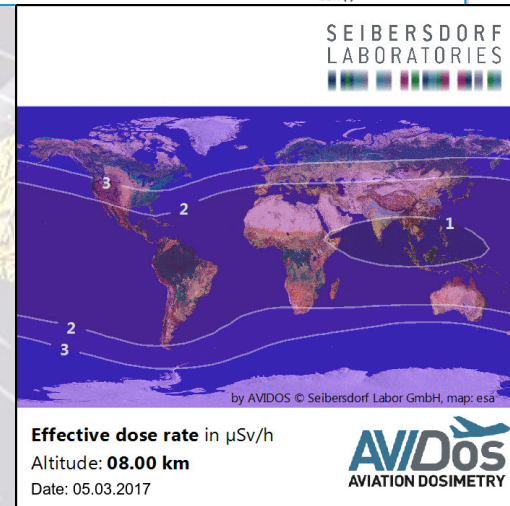 SEIBERSDORF
LABORATORIES
3
2
1
2
3
by AVIDOS © Seibersdorf Labor GmbH, map: esa
Effective dose rate in µSv/h
Altitude: 08.00 km
Date: 05.03.2017
AVIDOS
AVIATION DOSIMETRY